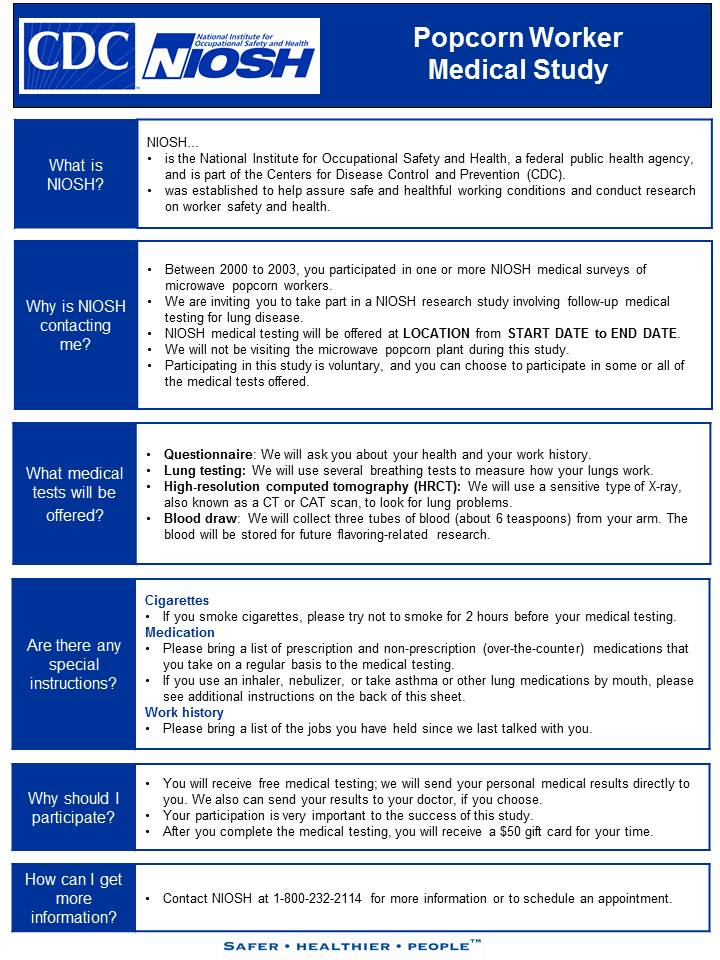 CDC
National Institute for
Occupational Safety and Health
NIOSH
Popcorn Worker
Medical Study
What is
NIOSH?
NIOSH…
• is the National Institute for Occupational Safety and Health, a federal public health agency,
and is part of the Centers for Disease Control and Prevention (CDC).
• was established to help assure safe and healthful working conditions and conduct research
on worker safety and health.
Why is NIOSH
contacting
me?
• Between 2000 to 2003, you participated in one or more NIOSH medical surveys of
microwave popcorn workers.
• We are inviting you to take part in a NIOSH research study involving follow-up medical
testing for lung disease.
• NIOSH medical testing will be offered at LOCATION from START DATE to END DATE.
• We will not be visiting the microwave popcorn plant during this study.
• Participating in this study is voluntary, and you can choose to participate in some or all of
the medical tests offered.
What medical
tests will be
offered?
• Questionnaire: We will ask you about your health and your work history.
• Lung testing: We will use several breathing tests to measure how your lungs work.
• High-resolution computed tomography (HRCT): We will use a sensitive type of X-ray,
also known as a CT or CAT scan, to look for lung problems.
• Blood draw: We will collect three tubes of blood (about 6 teaspoons) from your arm. The
blood will be stored for future flavoring-related research.
Are there any
special
instructions?
Cigarettes
• If you smoke cigarettes, please try not to smoke for 2 hours before your medical testing.
Medication
• Please bring a list of prescription and non-prescription (over-the-counter) medications that
you take on a regular basis to the medical testing.
• If you use an inhaler, nebulizer, or take asthma or other lung medications by mouth, please
see additional instructions on the back of this sheet.
Work history
• Please bring a list of the jobs you have held since we last talked with you.
Why should I
participate?
• You will receive free medical testing; we will send your personal medical results directly to
you. We also can send your results to your doctor, if you choose.
• Your participation is very important to the success of this study.
• After you complete the medical testing, you will receive a $50 gift card for your time.
How can I get
more
information?
• Contact NIOSH at 1-800-232-2114 for more information or to schedule an appointment.
SAFER • HEALTHIER • PEOPLE™